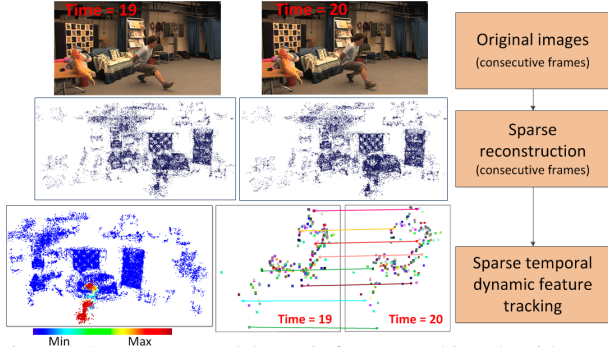 Time = 19
Time = 20
Original images
(consecutive frames)
Sparse
reconstruction
(consecutive frames)
Sparse temporal
dynamic feature
tracking
Time = 19
Time = 20
Min
Max